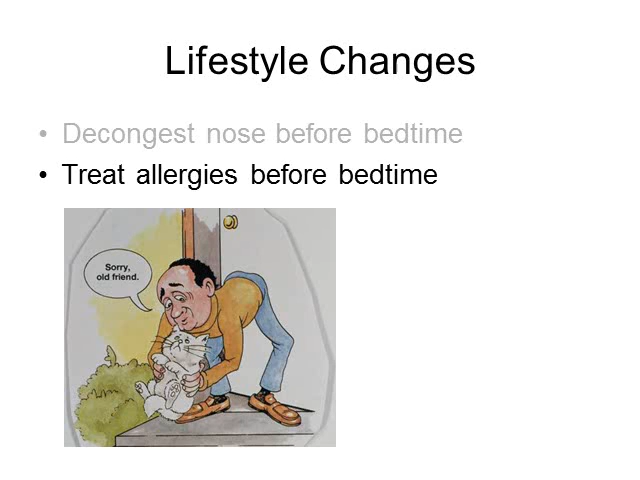 Lifestyle Changes
• Decongest nose before bedtime
• Treat allergies before bedtime
Sorry,
old friend.